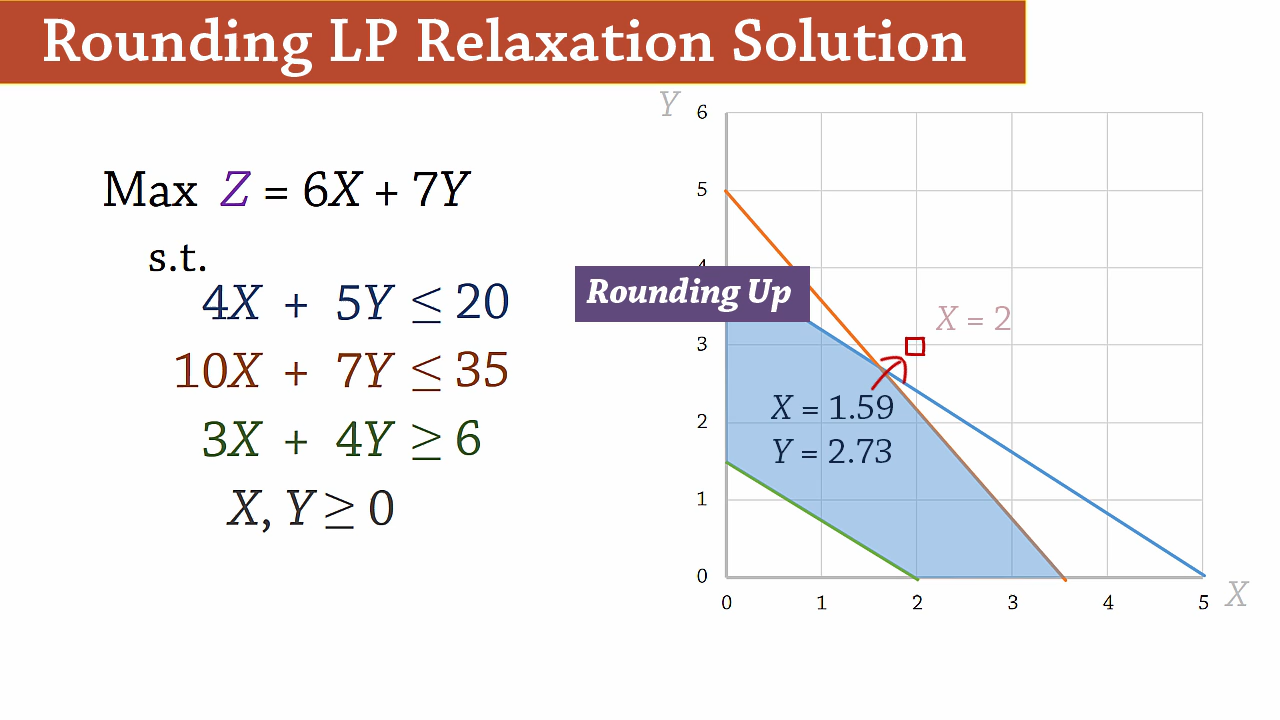 Rounding LP Relaxation Solution
Max Z = 6X + 7Y
s.t.
4X + 5Y ≤ 20
10X + 7Y ≤ 35
3X + 4Y ≥ 6
X, Y ≥ 0
Y
6
5
4
Rounding Up
3
X = 2
X = 1.59
2
Y = 2.73
1
0
0 1 2 3 4 5 X